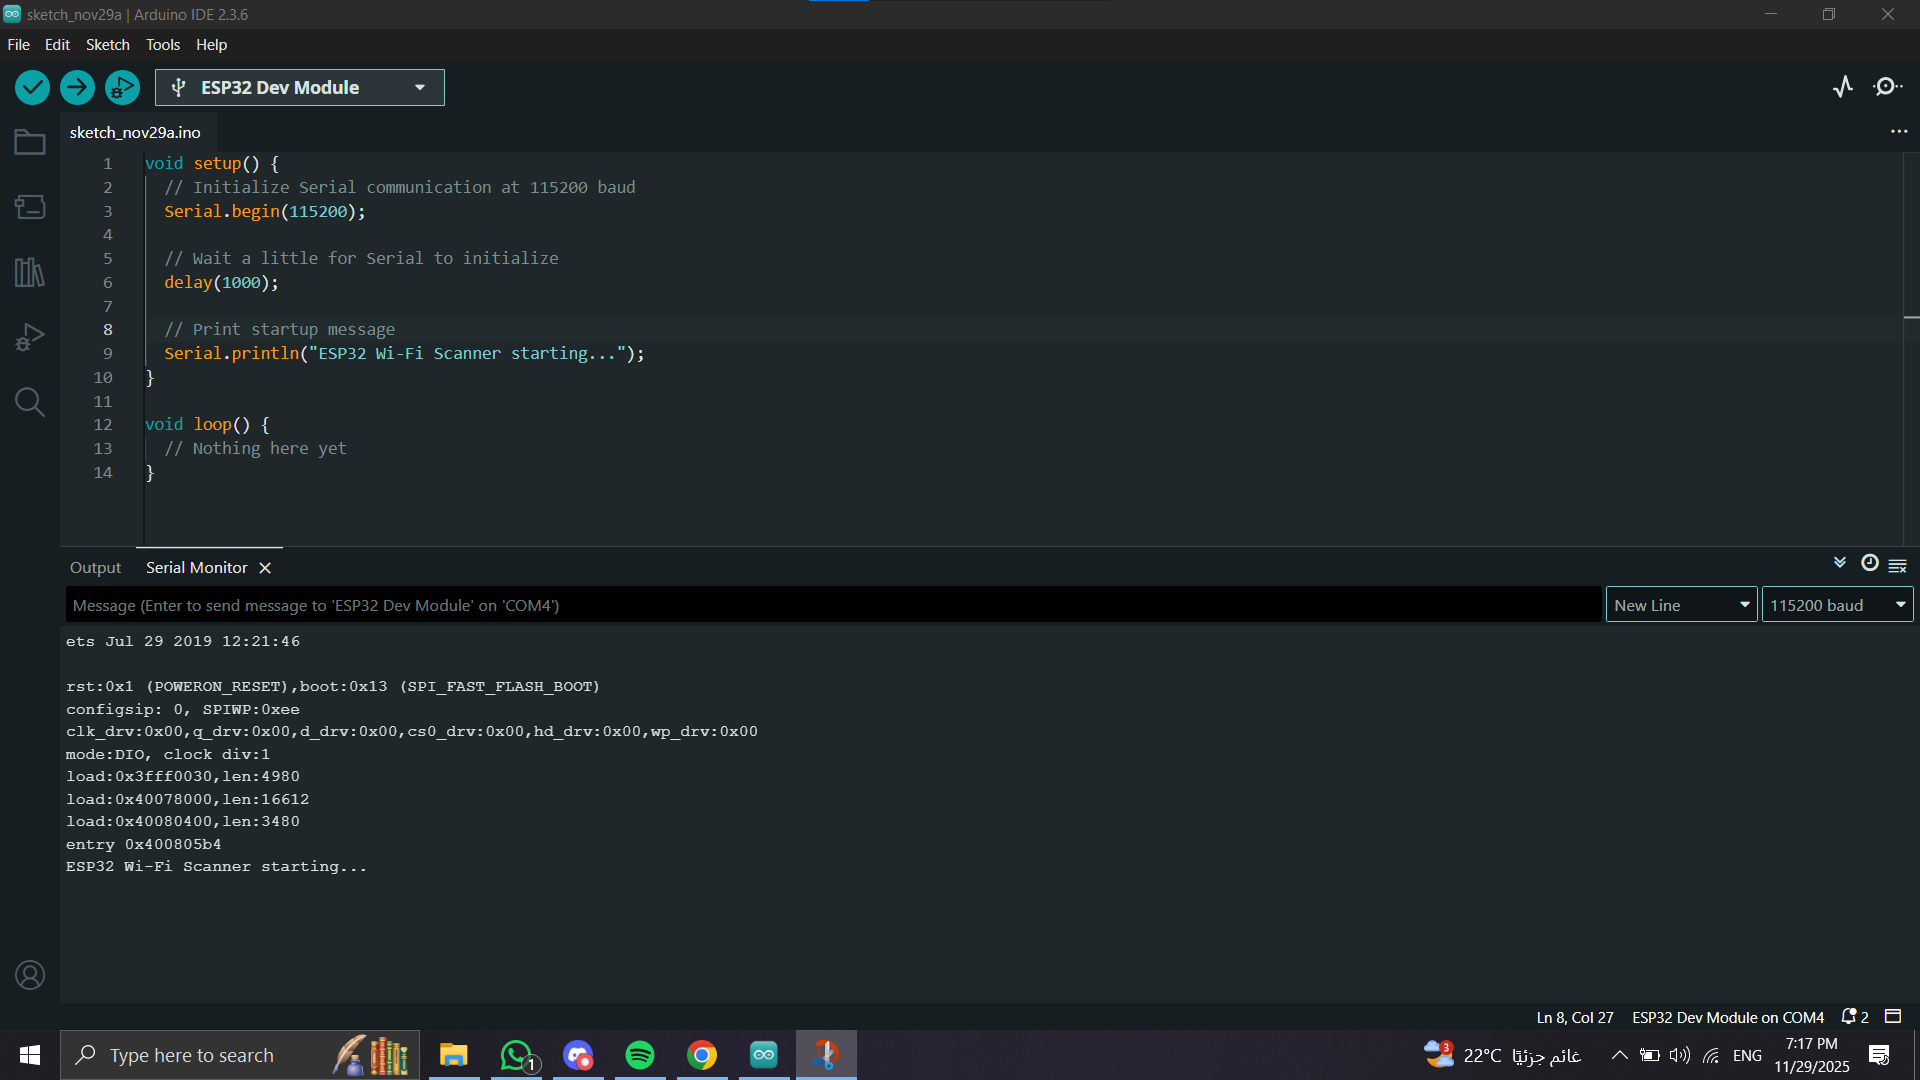 sketch_nov29a | Arduino IDE 2.3.6
File Edit Sketch Tools Help
ESP32 Dev Module
sketch_nov29a.ino
1 void setup() {
2 // Initialize Serial communication at 115200 baud
3 Serial.begin(115200);
4
5 // Wait a little for Serial to initialize
6 delay(1000);
7
8 // Print startup message
9 Serial.println("ESP32 Wi-Fi Scanner starting...");
10 }
11
12 void loop() {
13 // Nothing here yet
14 }
Output Serial Monitor
Message (Enter to send message to 'ESP32 Dev Module' on 'COM4')
New Line
115200 baud
ets Jul 29 2019 12:21:46
rst:0x1 (POWERON_RESET),boot:0x13 (SPI_FAST_FLASH_BOOT)
configsip: 0, SPIWP:0xee
clk_drv:0x00,q_drv:0x00,d_drv:0x00,cs0_drv:0x00,hd_drv:0x00,wp_drv:0x00
mode:DIO, clock div:1
load:0x3fff0030,len:4980
load:0x40078000,len:16612
load:0x40080400,len:3480
entry 0x400805b4
ESP32 Wi-Fi Scanner starting...
Ln 8, Col 27 ESP32 Dev Module on COM4 2
Type here to search
1
3
22°C غائم جزئيًا
ENG
7:17 PM
11/29/2025